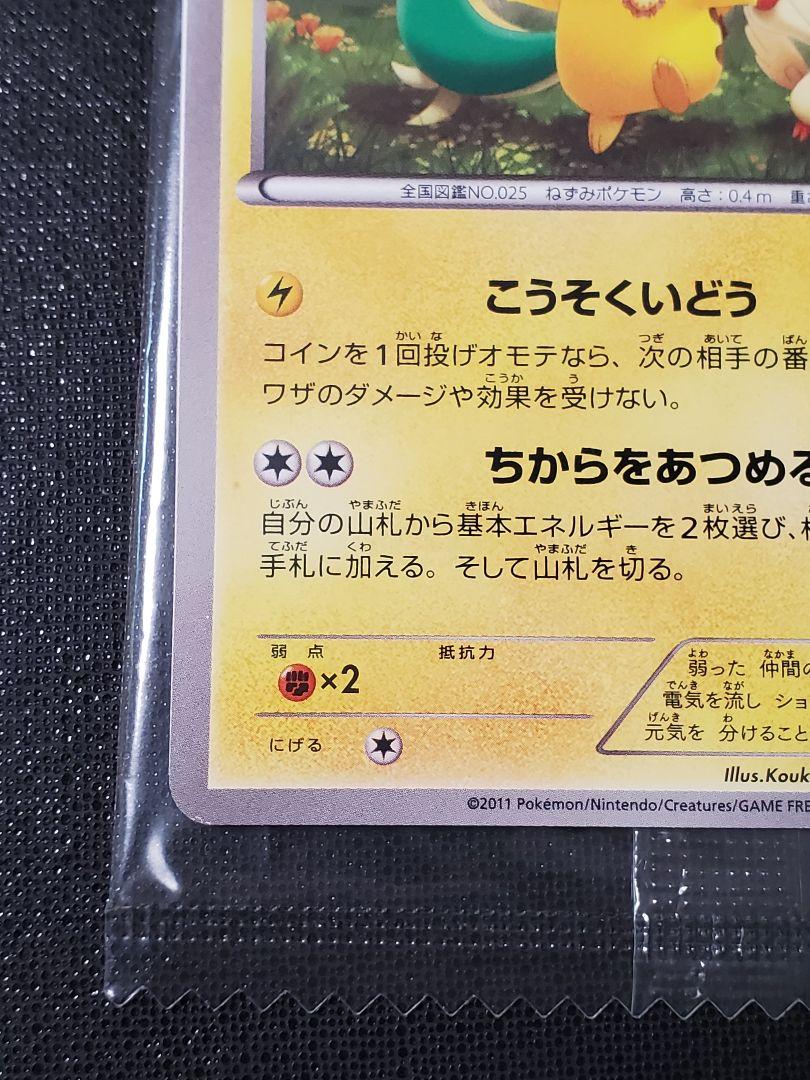 全国図鑑NO.025 ねずみポケモン 高さ:0.4m 重
こうそくいどう
コインを1回投げオモテなら、次の相手の番
ワザのダメージや効果を受けない。
ちからをあつめる
自分の山札から基本エネルギーを2枚選び、
手札に加える。そして山札を切る。
弱点 抵抗力
×2
にげる
弱った 仲間の
電気を流し ショ
元気を 分けること
Illus.Kouk
©2011 Pokémon/Nintendo/Creatures/GAME FRE